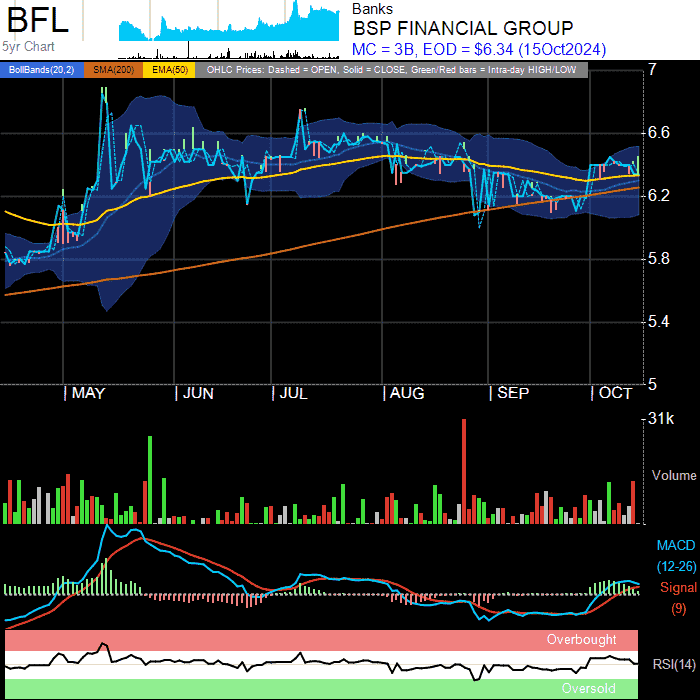 BFL
Banks
BSP FINANCIAL GROUP
5yr Chart
MC = 3B, EOD = $6.34 (15Oct2024)
BollBands(20,2) SMA(200) EMA(50) OHLC Prices: Dashed = OPEN, Solid = CLOSE, Green/Red bars = Intra-day HIGH/LOW
7
6.6
6.2
5.8
5.4
5
MAY JUN JUL AUG SEP OCT
31k
Volume
MACD
(12-26)
Signal
(9)
Overbought
RSI(14)
Oversold